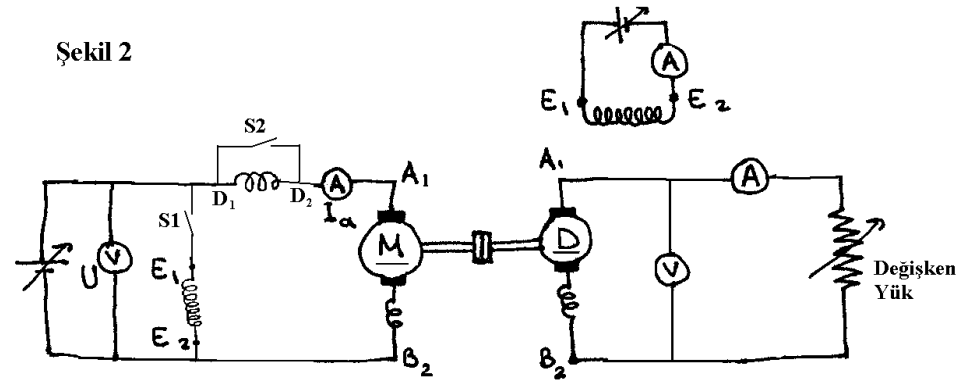 Şekil 2
A
E₁
E₂
S2
D₁
D₂
A
Iₐ
A₁
S1
U
V
E₁
E₂
M
B₂
A₁
D
B₂
V
A
Değişken
Yük